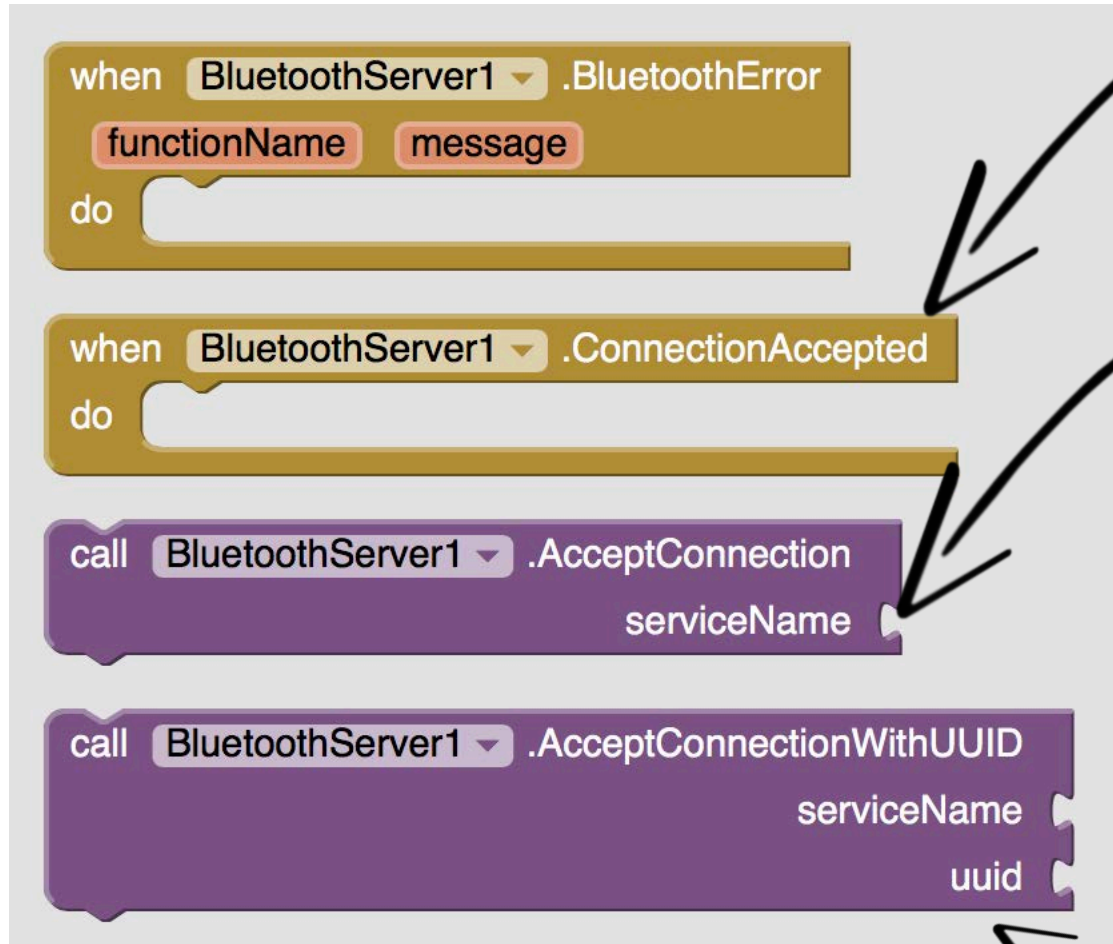 when BluetoothServer1 .BluetoothError
functionName message
do
when BluetoothServer1 .ConnectionAccepted
do
call BluetoothServer1 .AcceptConnection
serviceName
call BluetoothServer1 .AcceptConnectionWithUUID
serviceName
uuid